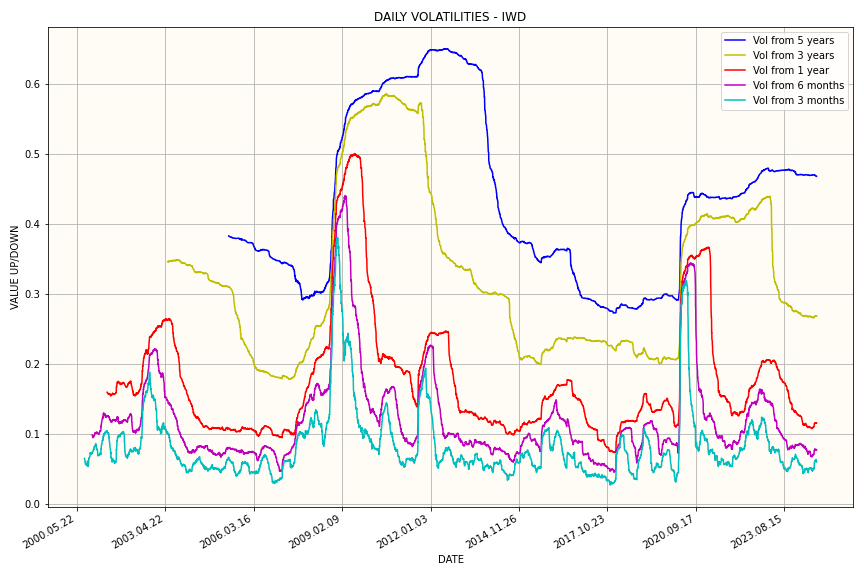 DAILY VOLATILITIES - IWD
Vol from 5 years
Vol from 3 years
Vol from 1 year
Vol from 6 months
Vol from 3 months
VALUE UP/DOWN
0.6
0.5
0.4
0.3
0.2
0.1
0.0
2000.05.22
2003.04.22
2006.03.16
2009.02.09
2012.01.03
2014.11.26
2017.10.23
2020.09.17
2023.08.15
DATE